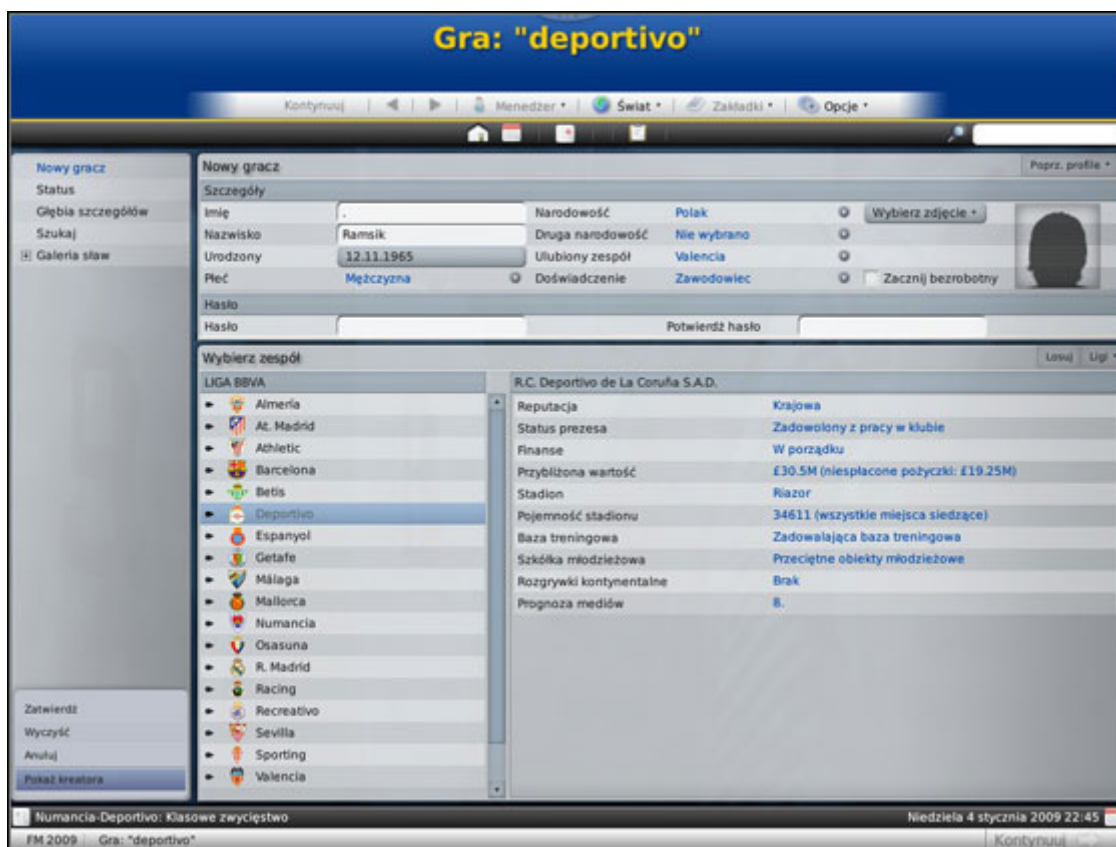 Gra: "deportivo"
Kontynuuj Menedżer Świat Zakładki Opcje
Nowy gracz
Status
Głębia szczegółów
Szukaj
Galeria sław
Nowy gracz Poprz. profile
Szczegóły
Imię . Narodowość Polak Wybierz zdjęcie
Nazwisko Ramsik Druga narodowość Nie wybrano
Urodzony 12.11.1965 Ulubiony zespół Valencia
Płeć Mężczyzna Doświadczenie Zawodowiec Zacznij bezrobotny
Hasło
Hasło Potwierdź hasło
Wybierz zespół Losuj Ligi
LIGA BBVA
Almería
At. Madrid
Athletic
Barcelona
Betis
Deportivo
Espanyol
Getafe
Málaga
Mallorca
Numancia
Osasuna
R. Madrid
Racing
Recreativo
Sevilla
Sporting
Valencia
R.C. Deportivo de La Coruña S.A.D.
Reputacja Krajowa
Status prezesa Zadowolony z pracy w klubie
Finanse W porządku
Przybliżona wartość £30.5M (niespłacone pożyczki: £19.25M)
Stadion Riazor
Pojemność stadionu 34611 (wszystkie miejsca siedzące)
Baza treningowa Zadowalająca baza treningowa
Szkółka młodzieżowa Przeciętne obiekty młodzieżowe
Rozgrywki kontynentalne Brak
Prognoza mediów 8.
Zatwierdź
Wyczyść
Anuluj
Pokaż kreatora
Numancia-Deportivo: Klasowe zwycięstwo Niedziela 4 stycznia 2009 22:45
FM 2009 Gra: "deportivo" Kontynuuj